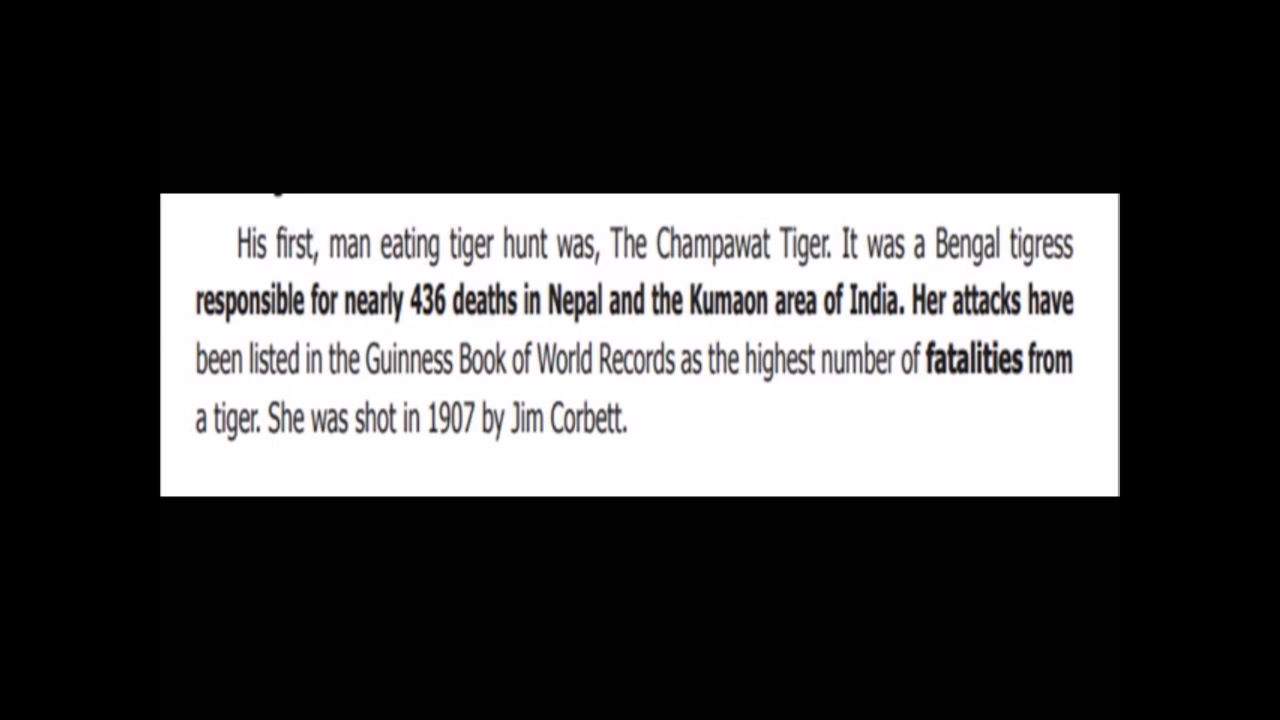 His first, man eating tiger hunt was, The Champawat Tiger. It was a Bengal tigress
responsible for nearly 436 deaths in Nepal and the Kumaon area of India. Her attacks have
been listed in the Guinness Book of World Records as the highest number of fatalities from
a tiger. She was shot in 1907 by Jim Corbett.